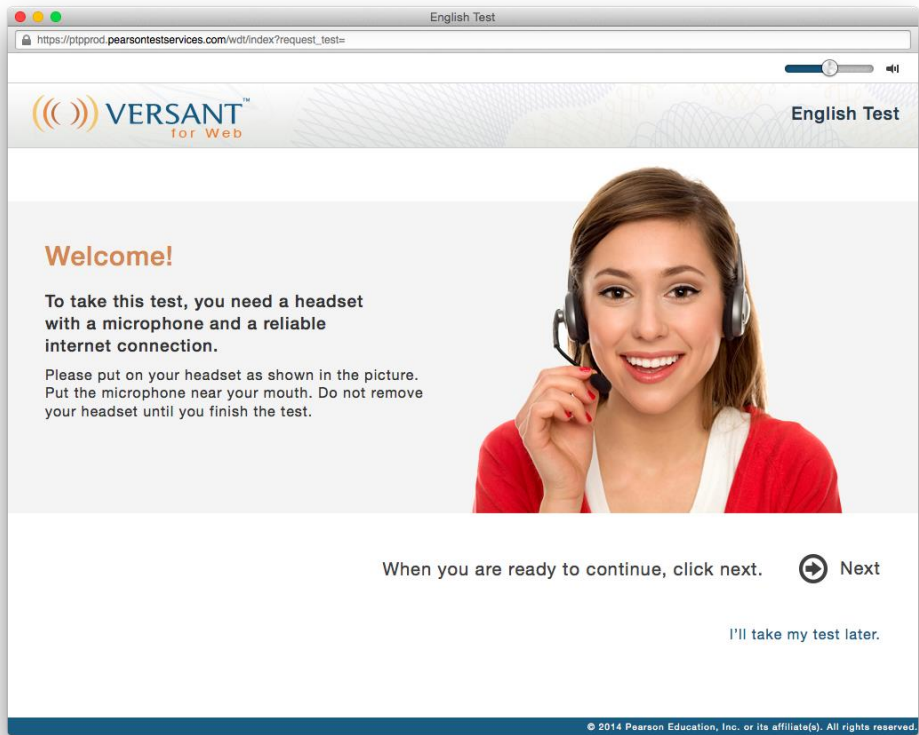 English Test
https://ptpprod.pearsontestservices.com/wdt/index?request_test=
VERSANT™
for Web
English Test
Welcome!
To take this test, you need a headset
with a microphone and a reliable
internet connection.
Please put on your headset as shown in the picture.
Put the microphone near your mouth. Do not remove
your headset until you finish the test.
When you are ready to continue, click next.
Next
I'll take my test later.
© 2014 Pearson Education, Inc. or its affiliate(s). All rights reserved.